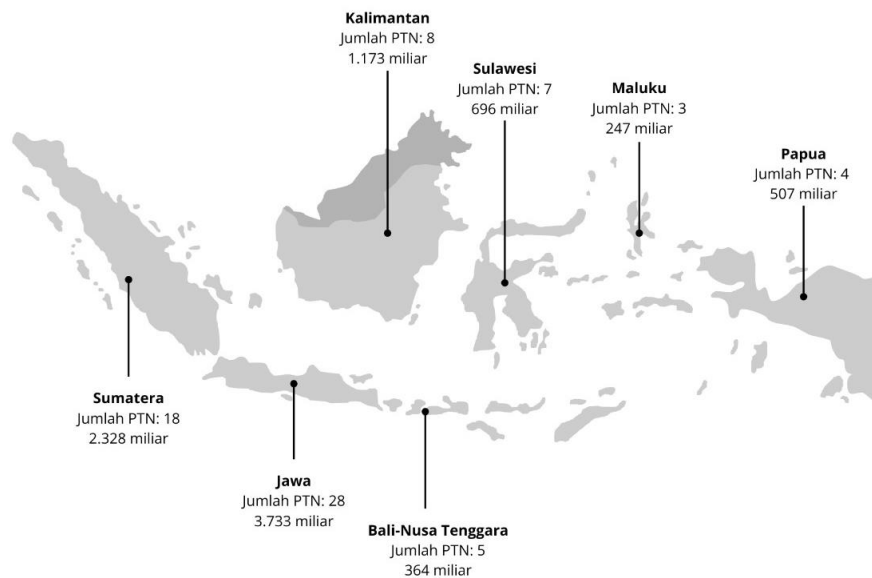 Kalimantan
Jumlah PTN: 8
1.173 miliar
Sulawesi
Jumlah PTN: 7
696 miliar
Maluku
Jumlah PTN: 3
247 miliar
Papua
Jumlah PTN: 4
507 miliar
Sumatera
Jumlah PTN: 18
2.328 miliar
Jawa
Jumlah PTN: 28
3.733 miliar
Bali-Nusa Tenggara
Jumlah PTN: 5
364 miliar